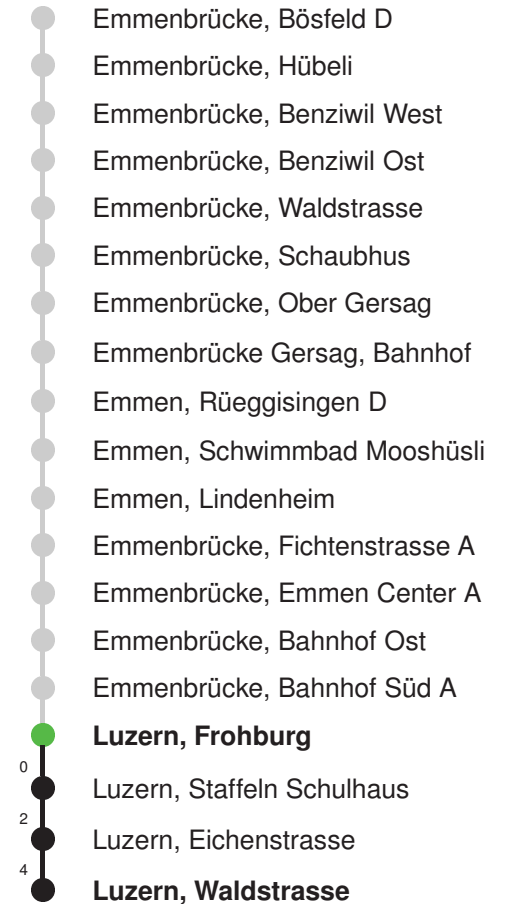 Emmenbrücke, Bösfeld D
Emmenbrücke, Hübeli
Emmenbrücke, Benziwil West
Emmenbrücke, Benziwil Ost
Emmenbrücke, Waldstrasse
Emmenbrücke, Schaubhus
Emmenbrücke, Ober Gersag
Emmenbrücke Gersag, Bahnhof
Emmen, Rüeggisingen D
Emmen, Schwimmbad Mooshüsli
Emmen, Lindenheim
Emmenbrücke, Fichtenstrasse A
Emmenbrücke, Emmen Center A
Emmenbrücke, Bahnhof Ost
Emmenbrücke, Bahnhof Süd A
Luzern, Frohburg
0
Luzern, Staffeln Schulhaus
2
Luzern, Eichenstrasse
4
Luzern, Waldstrasse